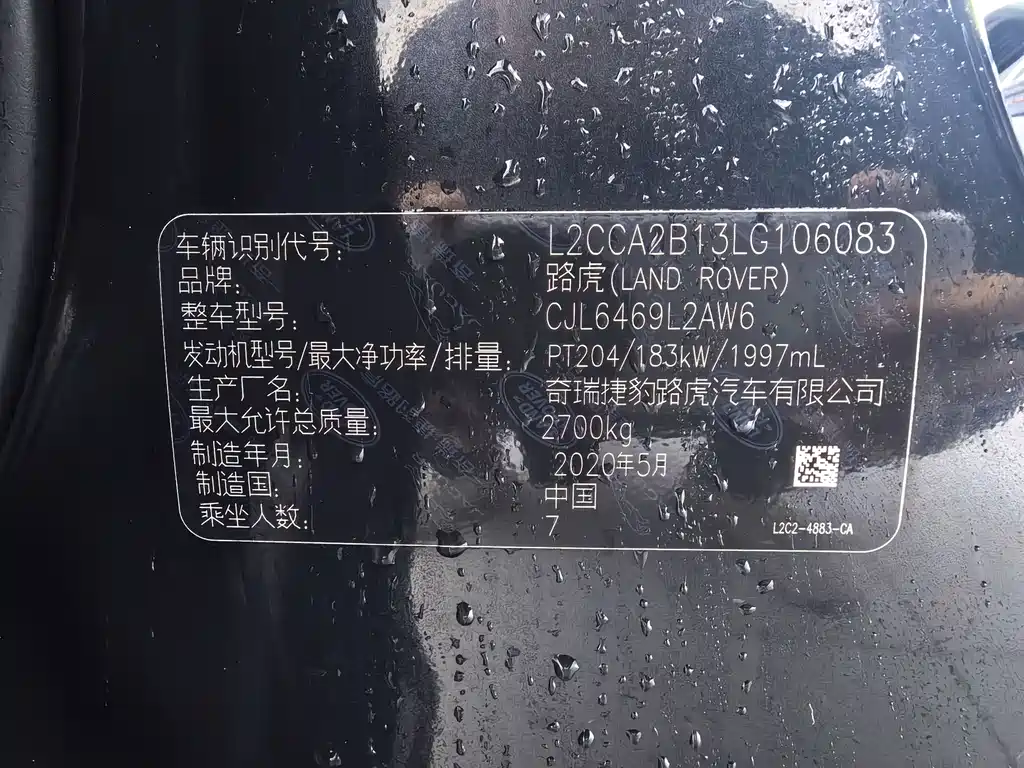 车辆识别代号: L2CCA2B13LG106083
品牌: 路虎(LAND ROVER)
整车型号: CJL6469L2AW6
发动机型号/最大净功率/排量: PT204/183kW/1997mL
生产厂名: 奇瑞捷豹路虎汽车有限公司
最大允许总质量: 2700kg
制造年月: 2020年5月
制造国: 中国
乘坐人数: 7
L2C2-4883-CA